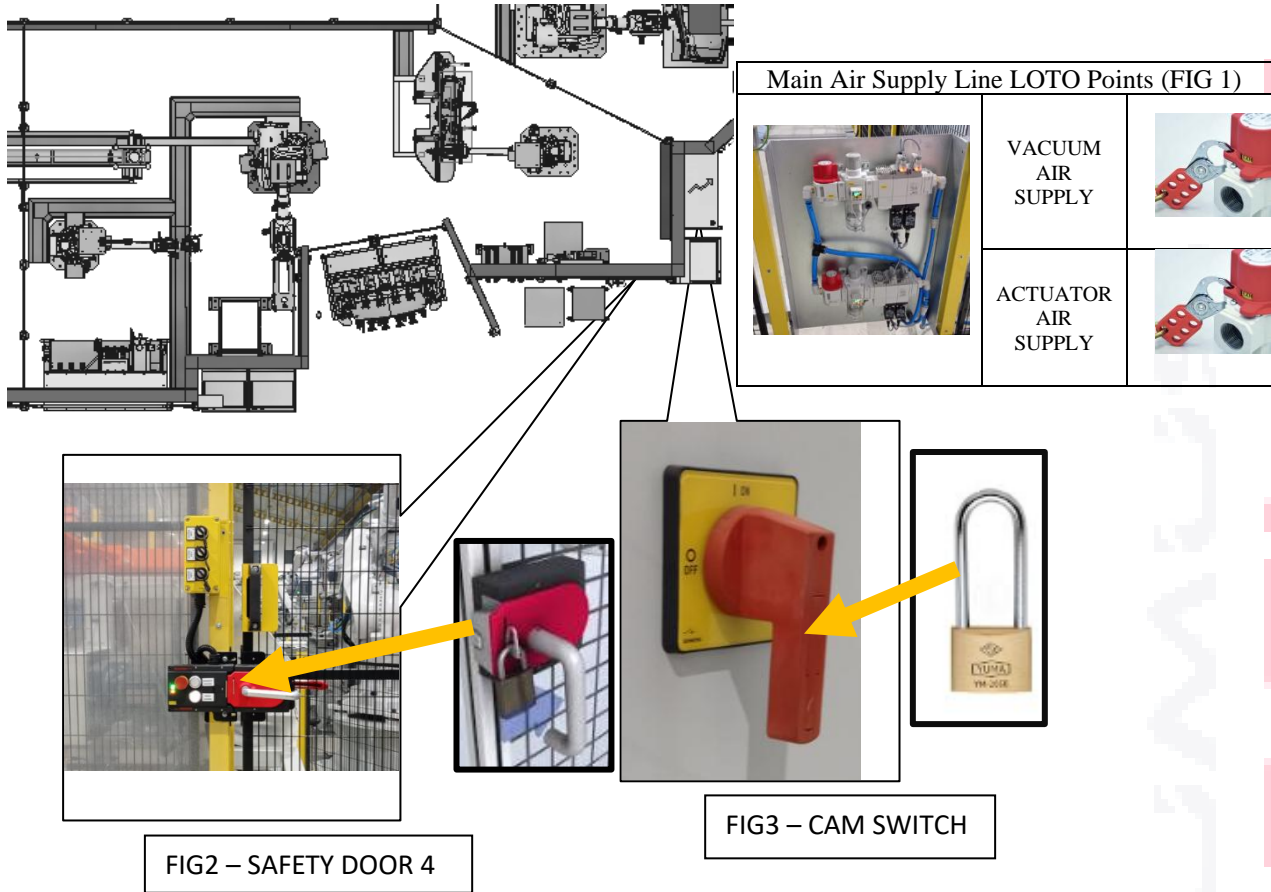 Main Air Supply Line LOTO Points (FIG 1)
VACUUM
AIR
SUPPLY
ACTUATOR
AIR
SUPPLY
I ON
O
OFF
YUMA
FIG3 – CAM SWITCH
FIG2 – SAFETY DOOR 4